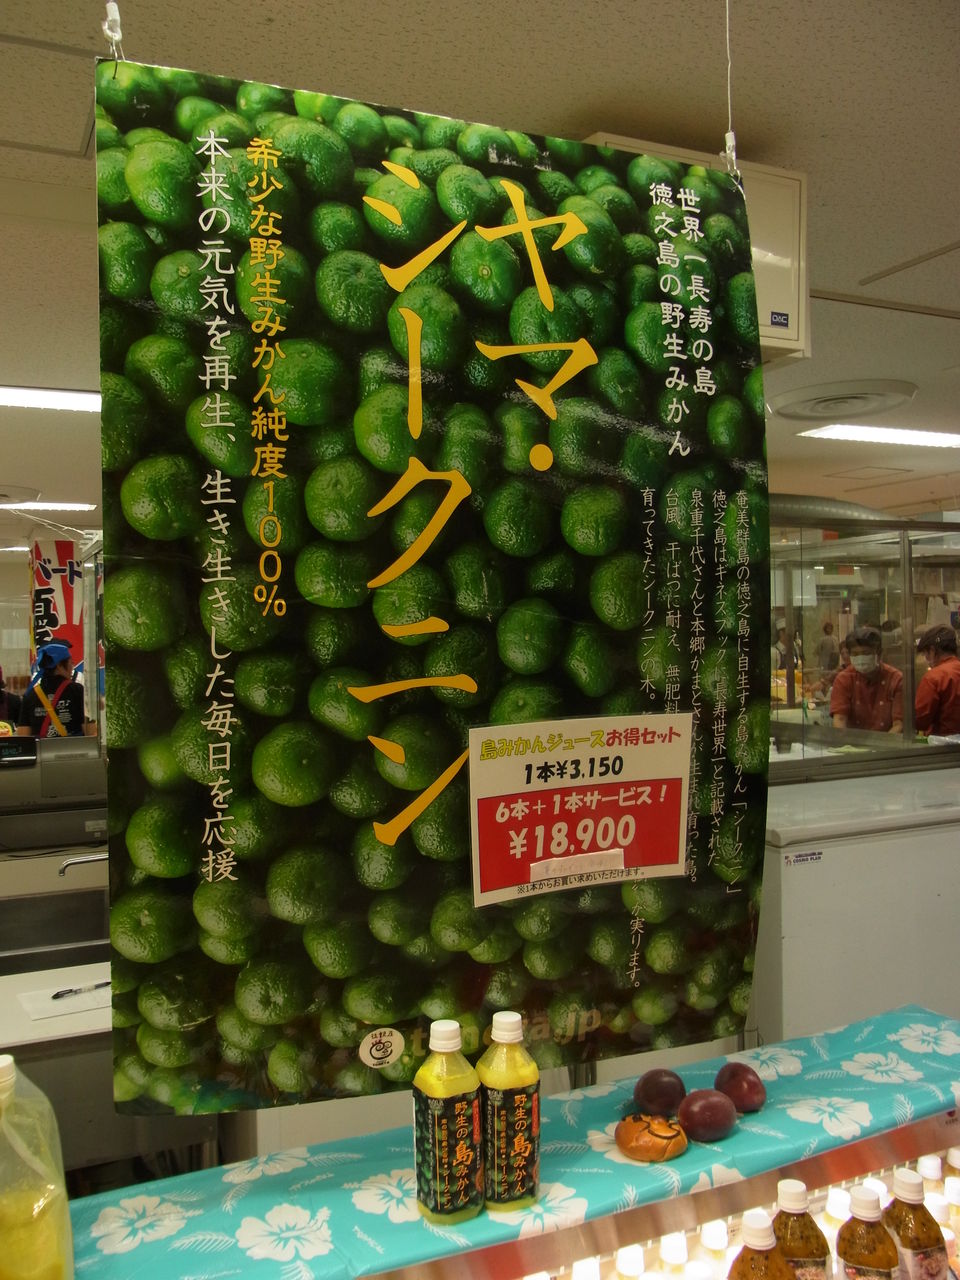 世界一長寿の島
徳之島の野生みかん
ヤマ・
シークニン
希少な野生みかん純度100%
本来の元気を再生、生き生きした毎日を応援
奄美群島の徳之島に自生する島みかん「シークニン」
徳之島はギネスブックに長寿世界一と記載された
泉重千代さんと本郷かまとさんが生まれ育った島。
台風、干ばつに耐え、無肥料
育ってきたシークニンの木。
が実ります。
島みかんジュースお得セット
1本¥3,150
6本+1本サービス!
¥18,900
※1本からお買い求めいただけます。
野生の島みかん
野生の島みかん
D&C
COSMO PLAN
ベード